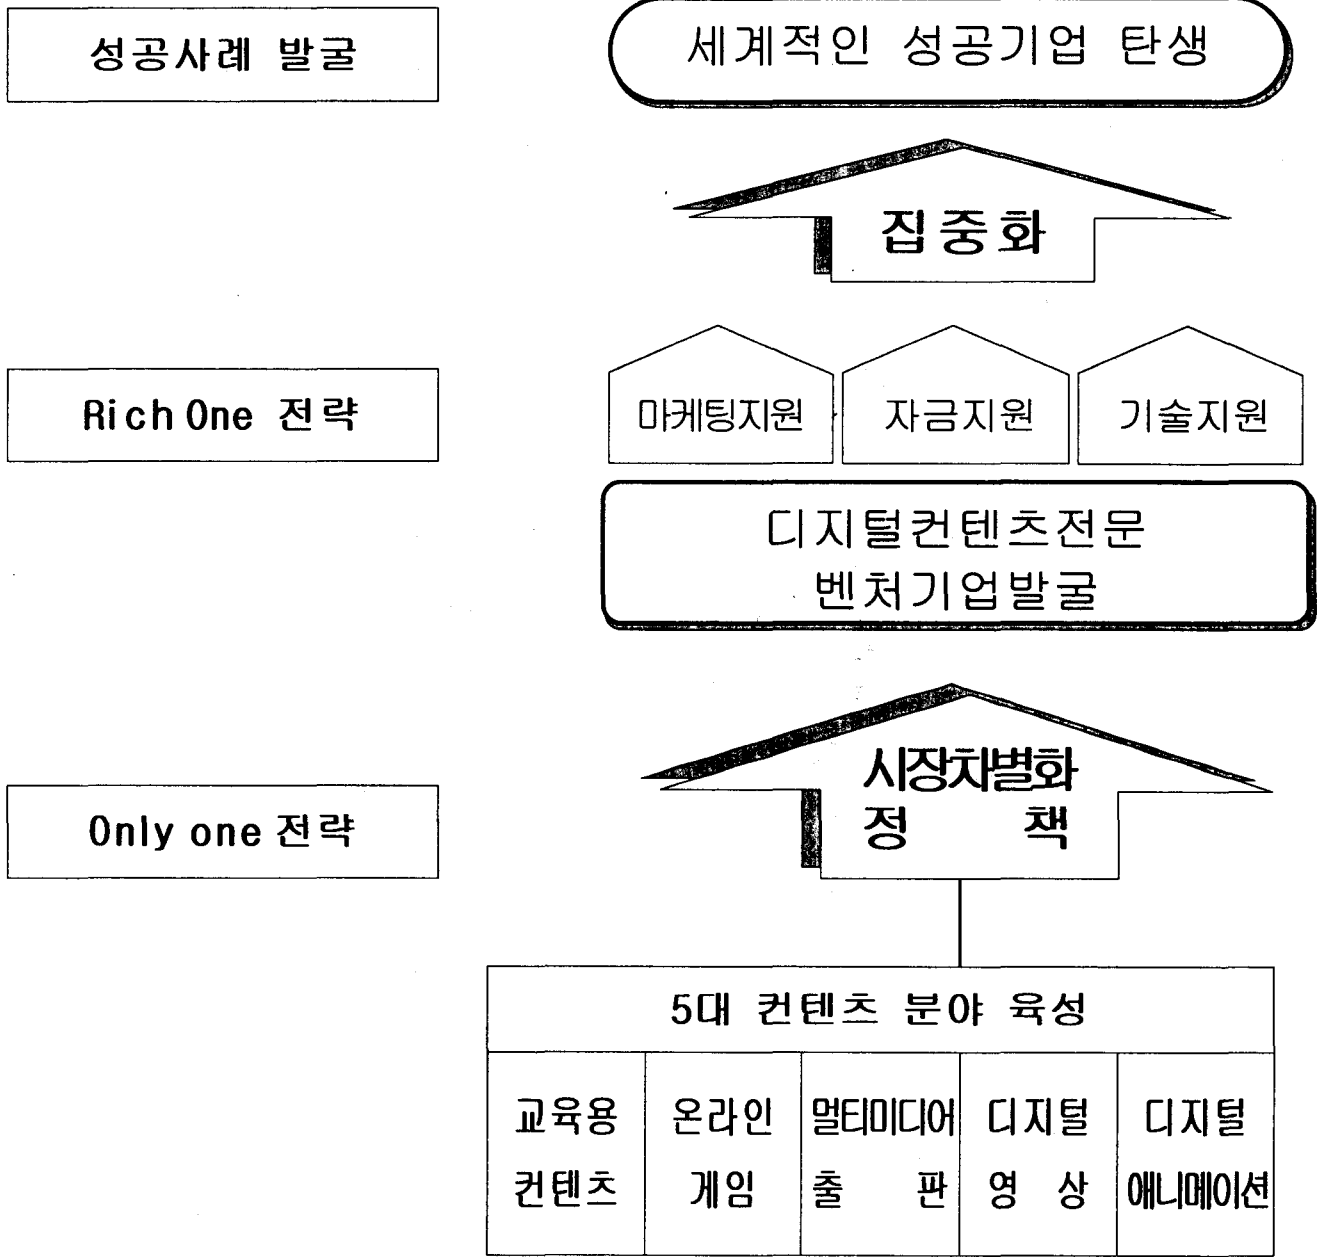 성공사례 발굴
세계적인 성공기업 탄생
집중화
Rich One 전략
마케팅지원
자금지원
기술지원
디지털컨텐츠전문
벤처기업발굴
Only one 전략
시장차별화
정 책
5대 컨텐츠 분야 육성
교육용
컨텐츠
온라인
게임
멀티미디어
출 판
디지털
영 상
디지털
애니메이션